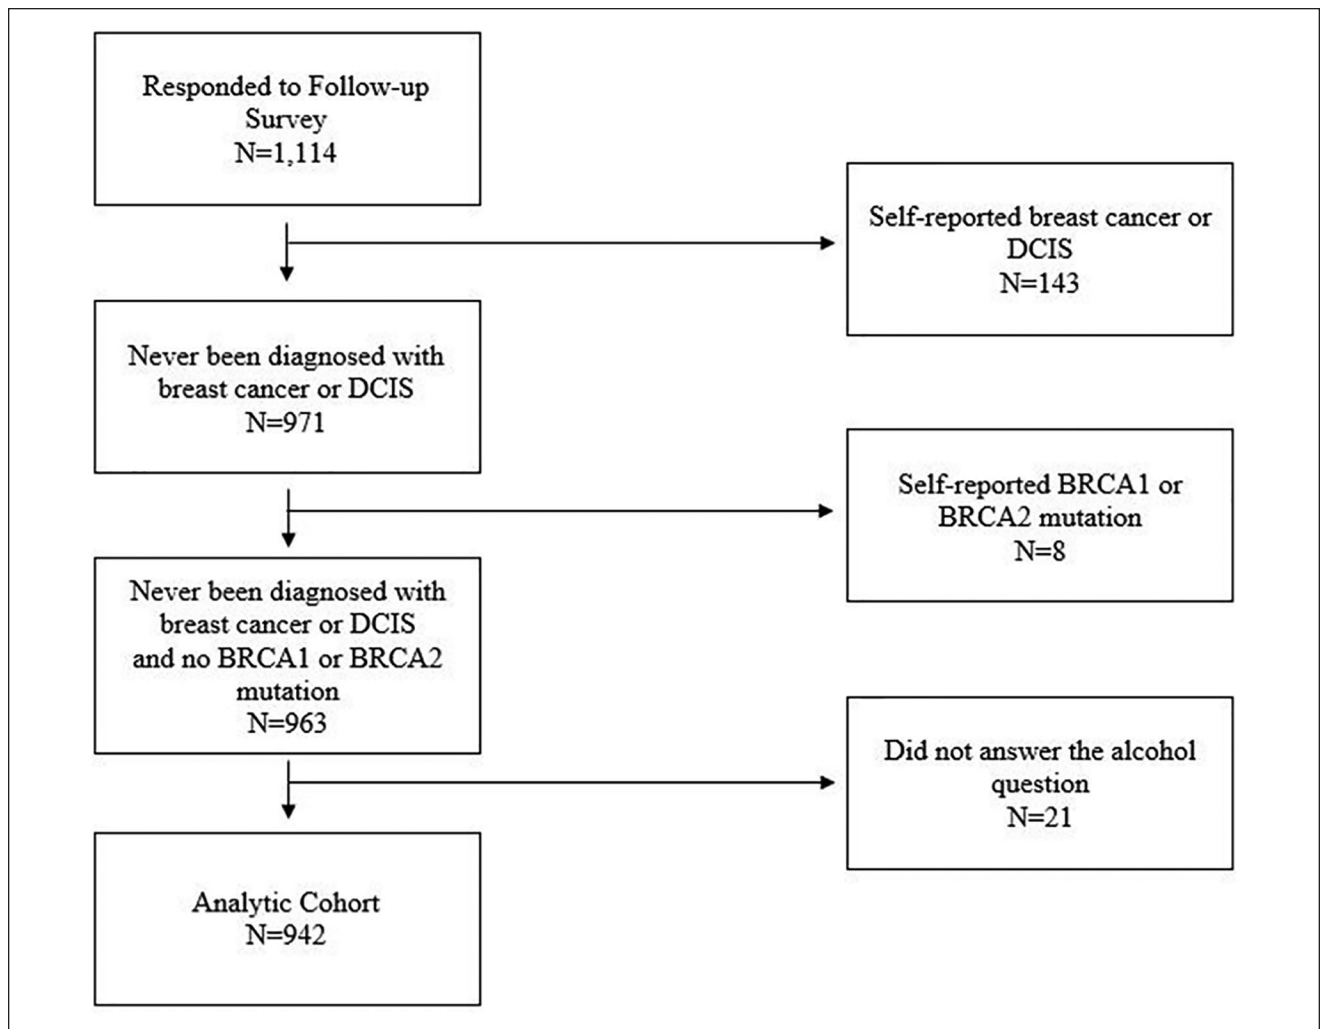 Responded to Follow-up
Survey
N=1,114
Self-reported breast cancer or
DCIS
N=143
Never been diagnosed with
breast cancer or DCIS
N=971
Self-reported BRCA1 or
BRCA2 mutation
N=8
Never been diagnosed with
breast cancer or DCIS
and no BRCA1 or BRCA2
mutation
N=963
Did not answer the alcohol
question
N=21
Analytic Cohort
N=942